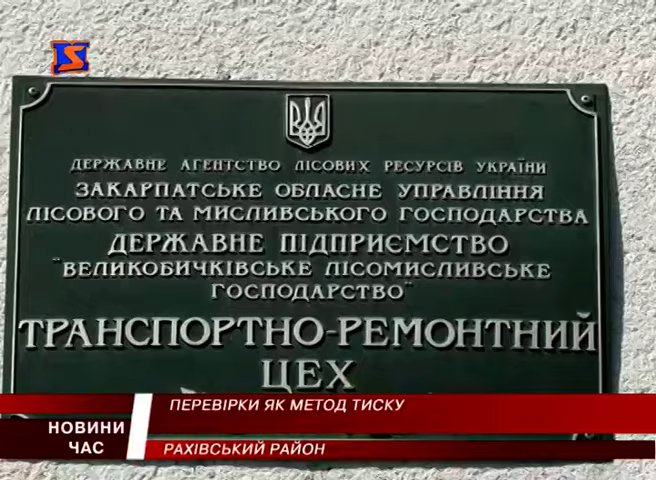 ДЕРЖАВНЕ АГЕНТСТВО ЛІСОВИХ РЕСУРСІВ УКРАЇНИ
ЗАКАРПАТСЬКЕ ОБЛАСНЕ УПРАВЛІННЯ
ЛІСОВОГО ТА МИСЛИВСЬКОГО ГОСПОДАРСТВА
ДЕРЖАВНЕ ПІДПРИЄМСТВО
"ВЕЛИКОБИЧКІВСЬКЕ ЛІСОМИСЛИВСЬКЕ
ГОСПОДАРСТВО"
ТРАНСПОРТНО-РЕМОНТНИЙ
ЦЕХ
ПЕРЕВІРКИ ЯК МЕТОД ТИСКУ
НОВИНИ
ЧАС
РАХІВСЬКИЙ РАЙОН